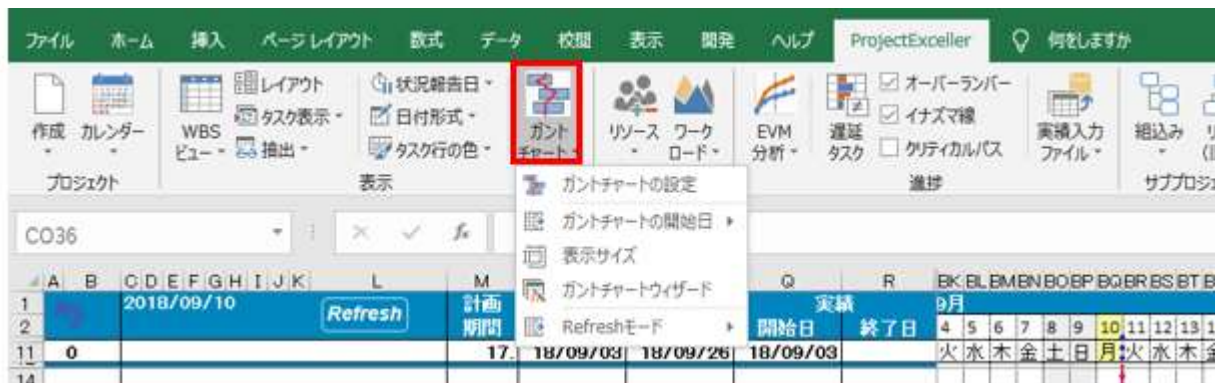 ファイル ホーム 挿入 ページ レイアウト 数式 データ 校閲 表示 開発 ヘルプ ProjectExceller 何をしますか
レイアウト 状況報告日 オーバーランバー
タスク表示 日付形式 イナズマ線
作成 カレンダー WBS ビュー 抽出 タスク行の色 ガント チャート リソース ワーク ロード EVM 分析 遅延 タスク クリティカルパス 実績入力 ファイル 組込み
プロジェクト 表示 進捗
ガントチャートの設定
CO36 fx ガントチャートの開始日
表示サイズ
A B C D E F G H I J K L M Q R BK BL BM BN BO BP BQ BR BS BT
ガントチャートウィザード
1 2018/09/10 Refresh 計画 実績 9月
2 期間 Refreshモード 開始日 終了日 4 5 6 7 8 9 10 11 12 13
11 0 17. 18/09/03 18/09/26 18/09/03 火 水 木 金 土 日 月 火 水 木 金
14